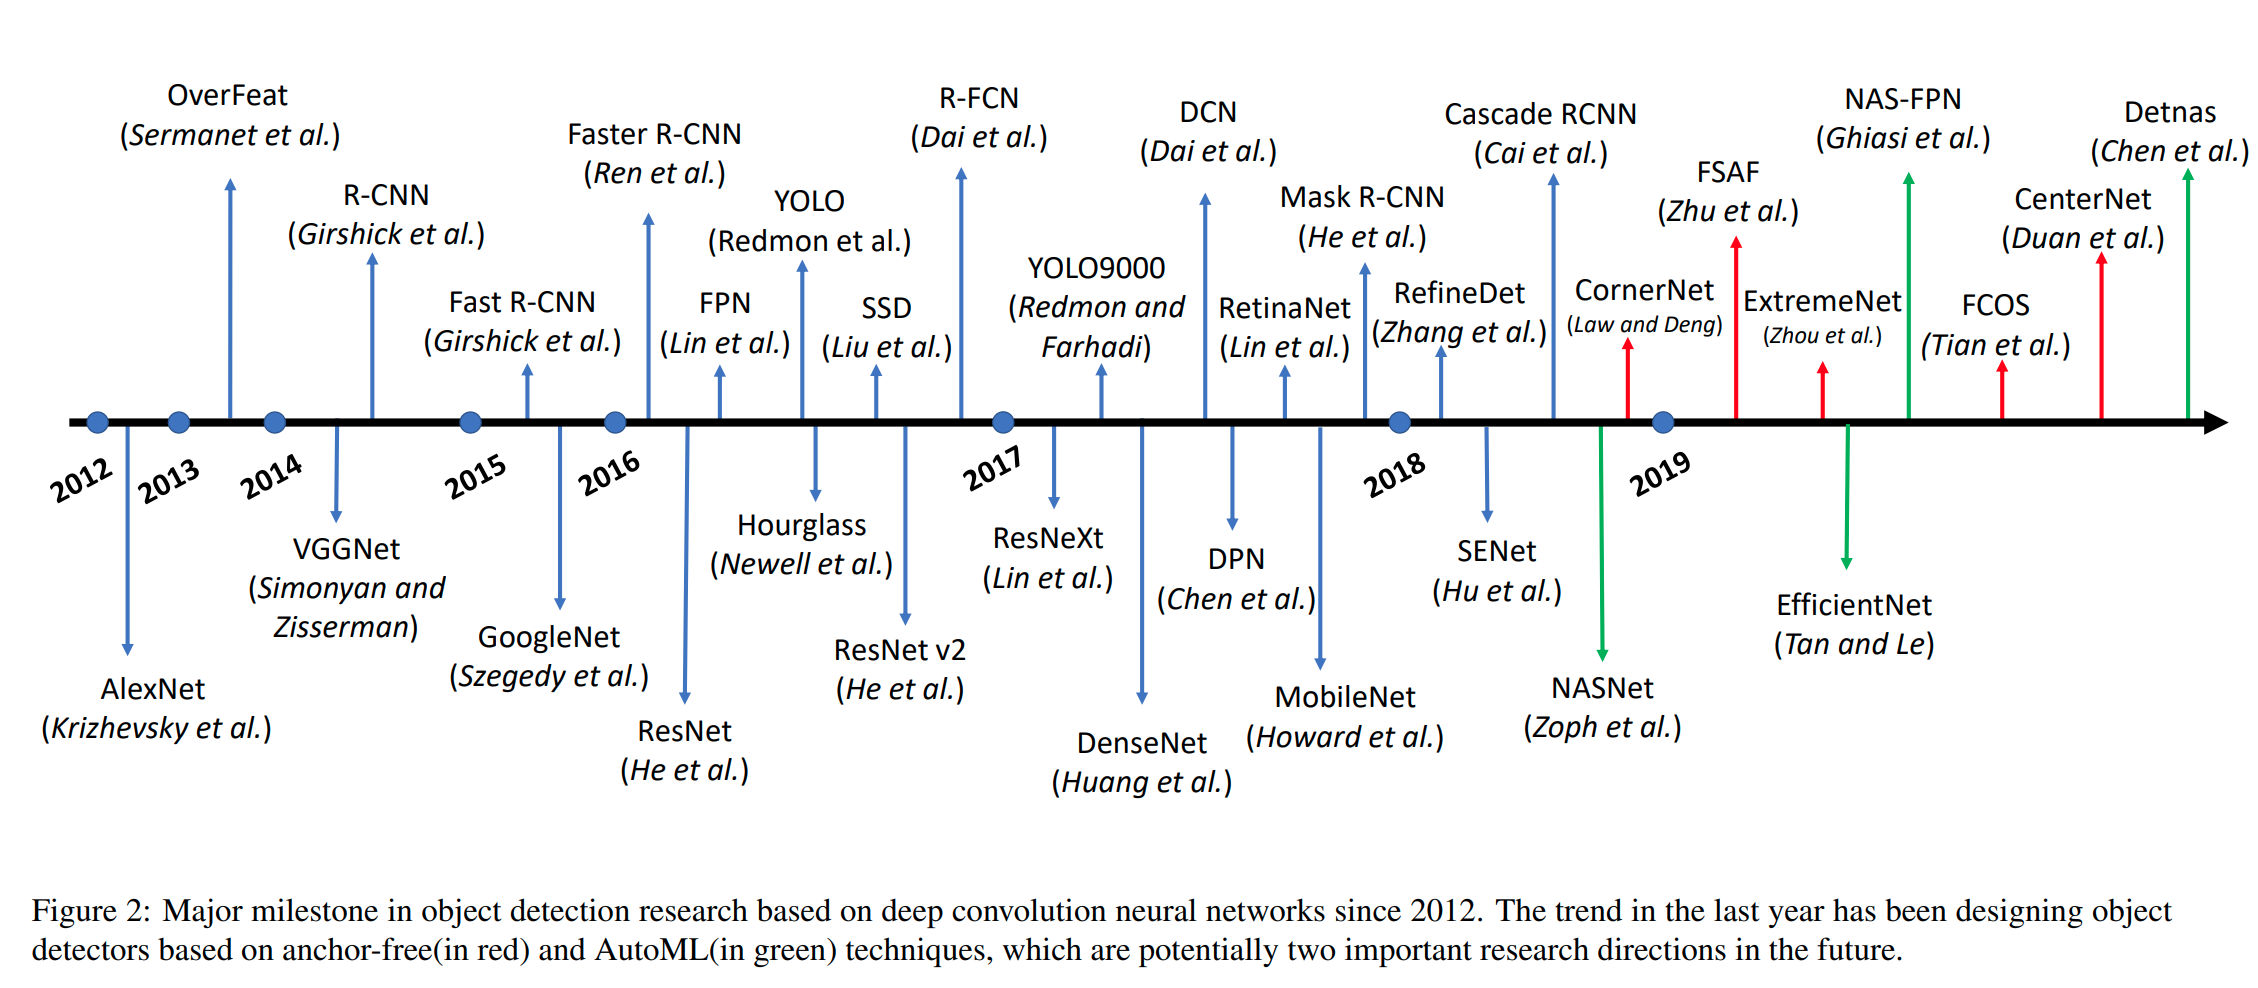 OverFeat
(Sermanet et al.)
R-CNN
(Girshick et al.)
Fast R-CNN
(Girshick et al.)
Faster R-CNN
(Ren et al.)
FPN
(Lin et al.)
YOLO
(Redmon et al.)
SSD
(Liu et al.)
R-FCN
(Dai et al.)
YOLO9000
(Redmon and
Farhadi)
DCN
(Dai et al.)
RetinaNet
(Lin et al.)
Mask R-CNN
(He et al.)
RefineDet
(Zhang et al.)
Cascade RCNN
(Cai et al.)
CornerNet
(Law and Deng)
FSAF
(Zhu et al.)
ExtremeNet
(Zhou et al.)
NAS-FPN
(Ghiasi et al.)
FCOS
(Tian et al.)
CenterNet
(Duan et al.)
Detnas
(Chen et al.)
2012
2013
2014
2015
2016
2017
2018
2019
AlexNet
(Krizhevsky et al.)
VGGNet
(Simonyan and
Zisserman)
GoogleNet
(Szegedy et al.)
ResNet
(He et al.)
Hourglass
(Newell et al.)
ResNet v2
(He et al.)
ResNeXt
(Lin et al.)
DenseNet
(Huang et al.)
DPN
(Chen et al.)
MobileNet
(Howard et al.)
SENet
(Hu et al.)
NASNet
(Zoph et al.)
EfficientNet
(Tan and Le)
Figure 2: Major milestone in object detection research based on deep convolution neural networks since 2012. The trend in the last year has been designing object
detectors based on anchor-free(in red) and AutoML(in green) techniques, which are potentially two important research directions in the future.